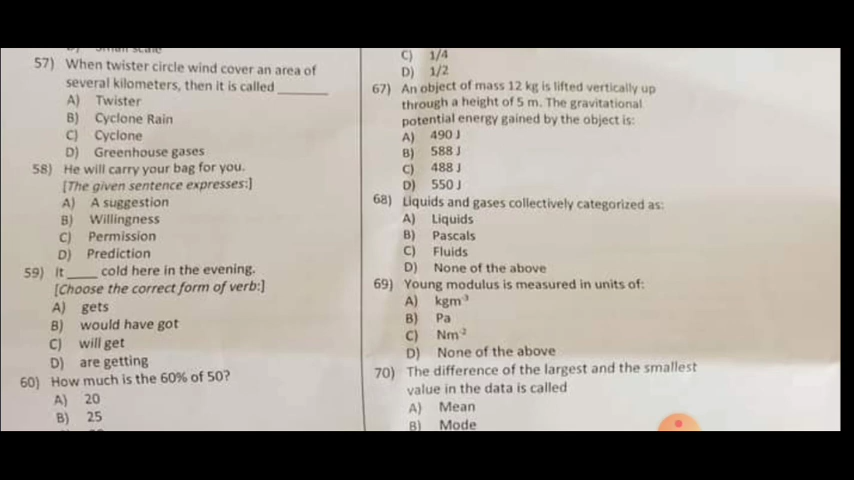 57) When twister circle wind cover an area of
several kilometers, then it is called ______
A) Twister
B) Cyclone Rain
C) Cyclone
D) Greenhouse gases
58) He will carry your bag for you.
[The given sentence expresses:]
A) A suggestion
B) Willingness
C) Permission
D) Prediction
59) It ____ cold here in the evening.
[Choose the correct form of verb:]
A) gets
B) would have got
C) will get
D) are getting
60) How much is the 60% of 50?
A) 20
B) 25
C) 1/4
D) 1/2
67) An object of mass 12 kg is lifted vertically up
through a height of 5 m. The gravitational
potential energy gained by the object is:
A) 490 J
B) 588 J
C) 488 J
D) 550 J
68) Liquids and gases collectively categorized as:
A) Liquids
B) Pascals
C) Fluids
D) None of the above
69) Young modulus is measured in units of:
A) kgm³
B) Pa
C) Nm⁻²
D) None of the above
70) The difference of the largest and the smallest
value in the data is called
A) Mean
B) Mode